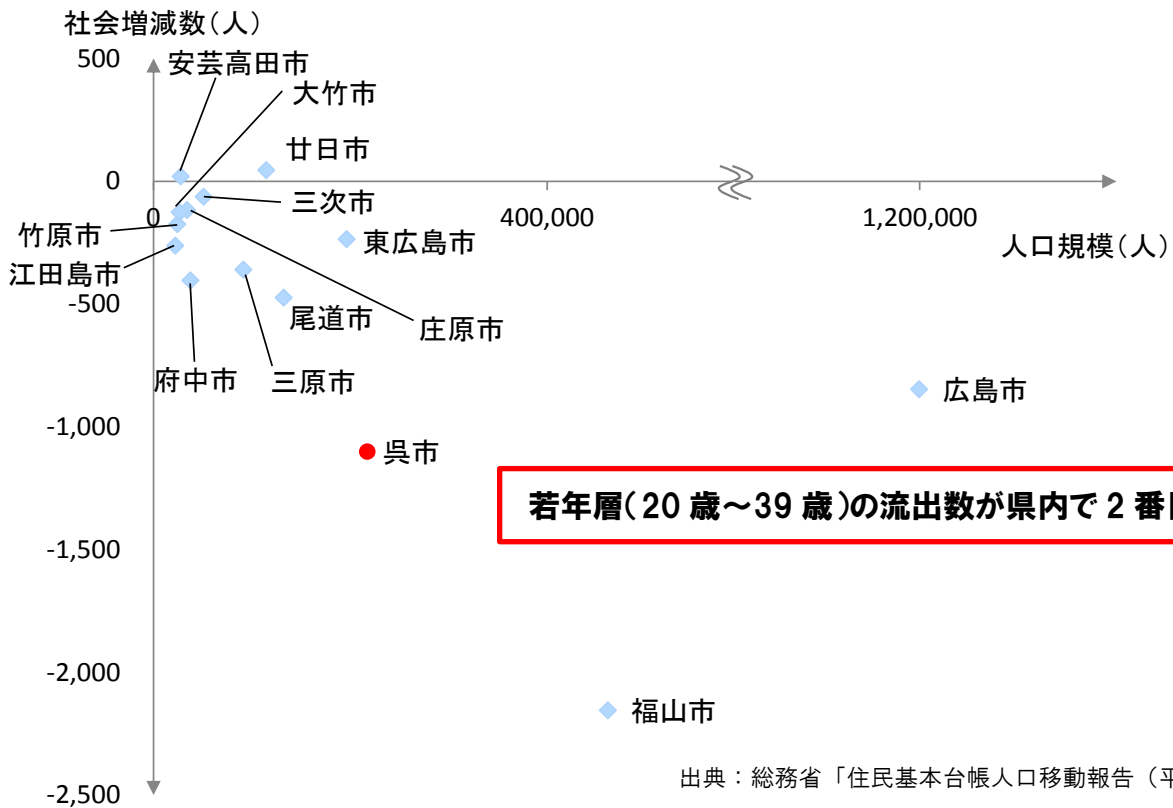 社会増減数(人)
500
安芸高田市
大竹市
廿日市
0
三次市
0
400,000
1,200,000
竹原市
東広島市
人口規模(人)
江田島市
-500
尾道市
庄原市
府中市
三原市
広島市
-1,000
呉市
若年層(20 歳～39 歳)の流出数が県内で 2 番
-1,500
-2,000
福山市
出典：総務省「住民基本台帳人口移動報告（平
-2,500